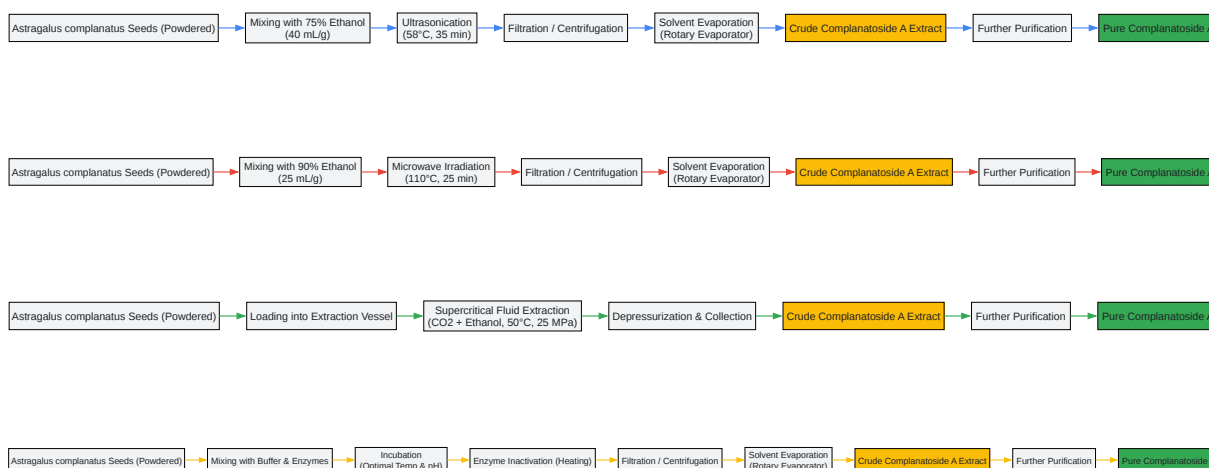 Astragalus complanatus Seeds (Powdered)
Mixing with 75% Ethanol
(40 mL/g)
Ultrasonication
(58°C, 35 min)
Filtration / Centrifugation
Solvent Evaporation
(Rotary Evaporator)
Crude Complanatoside A Extract
Further Purification
Pure Complanatoside
Astragalus complanatus Seeds (Powdered)
Mixing with 90% Ethanol
(25 mL/g)
Microwave Irradiation
(110°C, 25 min)
Filtration / Centrifugation
Solvent Evaporation
(Rotary Evaporator)
Crude Complanatoside A Extract
Further Purification
Pure Complanatoside
Astragalus complanatus Seeds (Powdered)
Loading into Extraction Vessel
Supercritical Fluid Extraction
(CO2 + Ethanol, 50°C, 25 MPa)
Depressurization & Collection
Crude Complanatoside A Extract
Further Purification
Pure Complanatoside
Astragalus complanatus Seeds (Powdered)
Mixing with Buffer & Enzymes
Incubation
(Optimal Temp & pH)
Enzyme Inactivation (Heating)
Filtration / Centrifugation
Solvent Evaporation
(Rotary Evaporator)
Crude Complanatoside A Extract
Further Purification
Pure Complanatoside